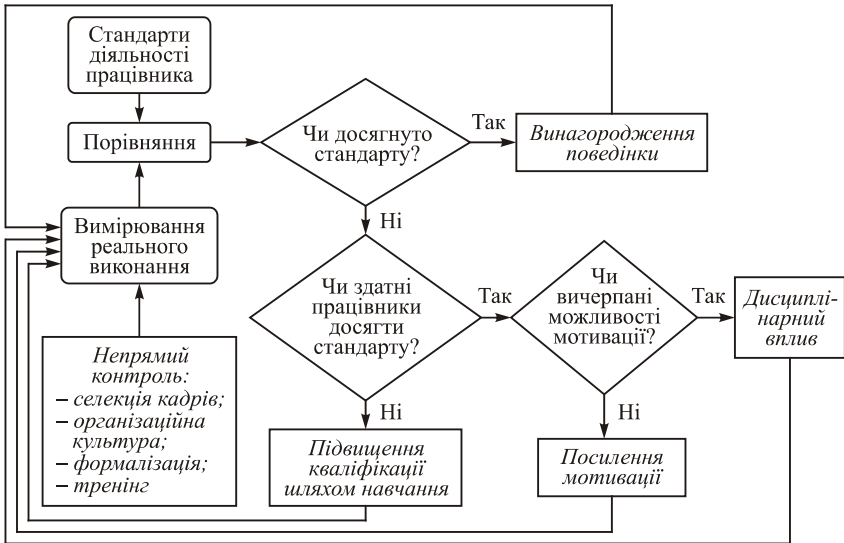 Стандарти
діяльності
працівника
Порівняння
Чи досягнуто
стандарту?
Так
Винагородження
поведінки
Ні
Вимірювання
реального
виконання
Чи здатні
працівники
досягти
стандарту?
Так
Чи
вичерпані
можливості
мотивації?
Так
Дисциплі-
нарний
вплив
Непрямий
контроль:
– селекція кадрів;
– організаційна
культура;
– формалізація;
– тренінг
Ні
Підвищення
кваліфікації
шляхом навчання
Ні
Посилення
мотивації